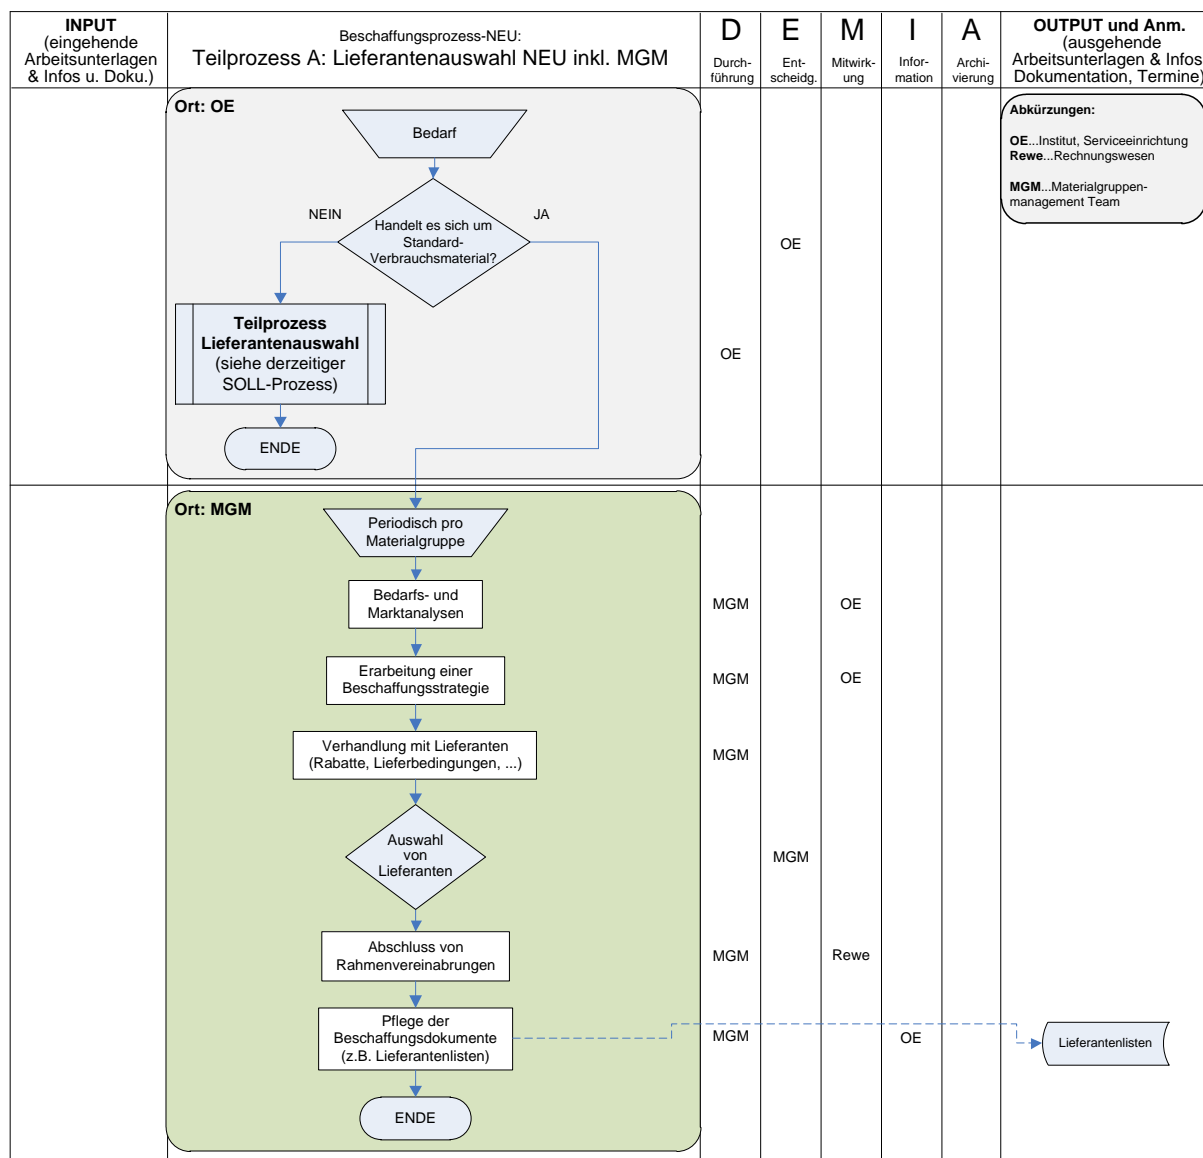 INPUT
(eingehende
Arbeitsunterlagen
& Infos u. Doku.)
Beschaffungsprozess-NEU:
Teilprozess A: Lieferantenauswahl NEU inkl. MGM
D
Durch-
führung
E
Ent-
scheidg.
M
Mitwirk-
ung
I
Infor-
mation
A
Archi-
vierung
OUTPUT und Anm.
(ausgehende
Arbeitsunterlagen & Infos
Dokumentation, Termine)
Ort: OE
Bedarf
Abkürzungen:
OE...Institut, Serviceeinrichtung
Rewe...Rechnungswesen
MGM...Materialgruppen-
management Team
NEIN
JA
Handelt es sich um
Standard-
Verbrauchsmaterial?
OE
Teilprozess
Lieferantenauswahl
(siehe derzeitiger
SOLL-Prozess)
OE
ENDE
Ort: MGM
Periodisch pro
Materialgruppe
Bedarfs- und
Marktanalysen
MGM
OE
Erarbeitung einer
Beschaffungsstrategie
MGM
OE
Verhandlung mit Lieferanten
(Rabatte, Lieferbedingungen, ...)
MGM
Auswahl
von
Lieferanten
MGM
Abschluss von
Rahmenvereinabrungen
MGM
Rewe
Pflege der
Beschaffungsdokumente
(z.B. Lieferantenlisten)
MGM
OE
Lieferantenlisten
ENDE